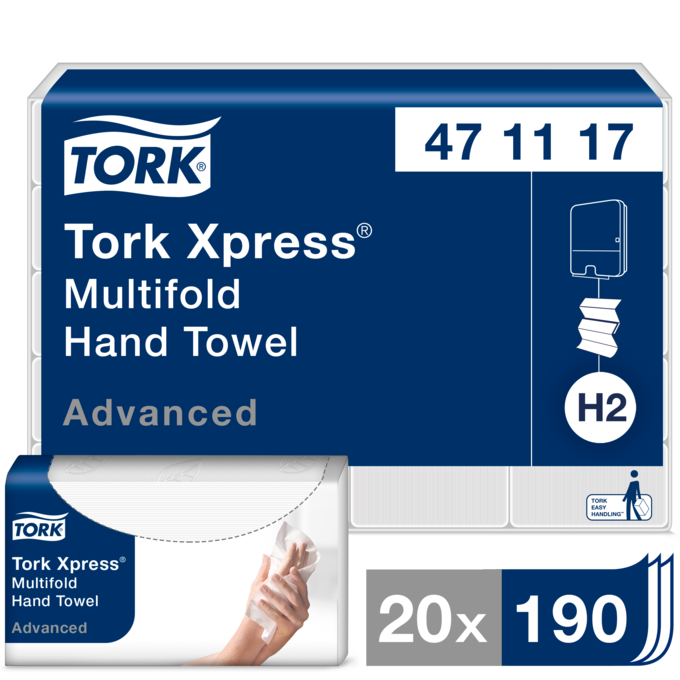 TORK®
47 11 17
Tork Xpress®
Multifold
Hand Towel
Advanced
H2
TORK
EASY
HANDLING™
TORK
Tork Xpress®
Multifold
Hand Towel
Advanced
20x 190